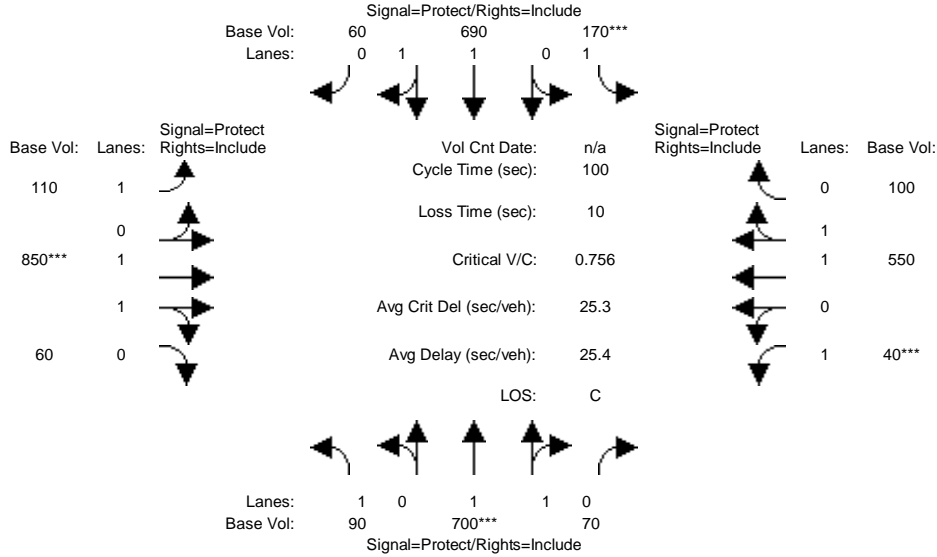 Signal=Protect/Rights=Include
Base Vol: 60 690 170***
Lanes: 0 1 1 0 1
Signal=Protect Signal=Protect
Base Vol: Lanes: Rights=Include Vol Cnt Date: n/a Rights=Include Lanes: Base Vol:
Cycle Time (sec): 100
110 1 0 100
Loss Time (sec): 10
0 1
850*** 1 Critical V/C: 0.756 1 550
1 Avg Crit Del (sec/veh): 25.3 0
60 0 Avg Delay (sec/veh): 25.4 1 40***
LOS: C
Lanes: 1 0 1 1 0
Base Vol: 90 700*** 70
Signal=Protect/Rights=Include